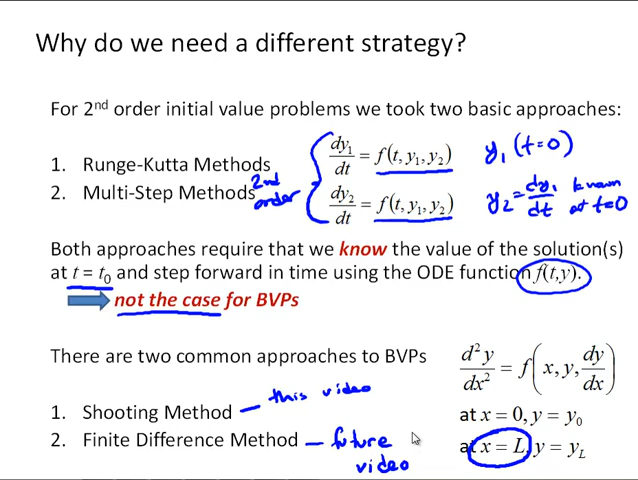 Why do we need a different strategy?
For 2nd order initial value problems we took two basic approaches:
1. Runge-Kutta Methods
2. Multi-Step Methods
2nd order
dy₁/dt = f(t, y₁, y₂)
y₁ (t=0)
dy₂/dt = f(t, y₁, y₂)
y₂ = dy₁/dt known at t=0
Both approaches require that we know the value of the solution(s)
at t = t₀ and step forward in time using the ODE function f(t,y).
not the case for BVPs
There are two common approaches to BVPs
1. Shooting Method – this video
2. Finite Difference Method – future video
d²y/dx² = f(x, y, dy/dx)
at x = 0, y = y₀
at x = L, y = y_L